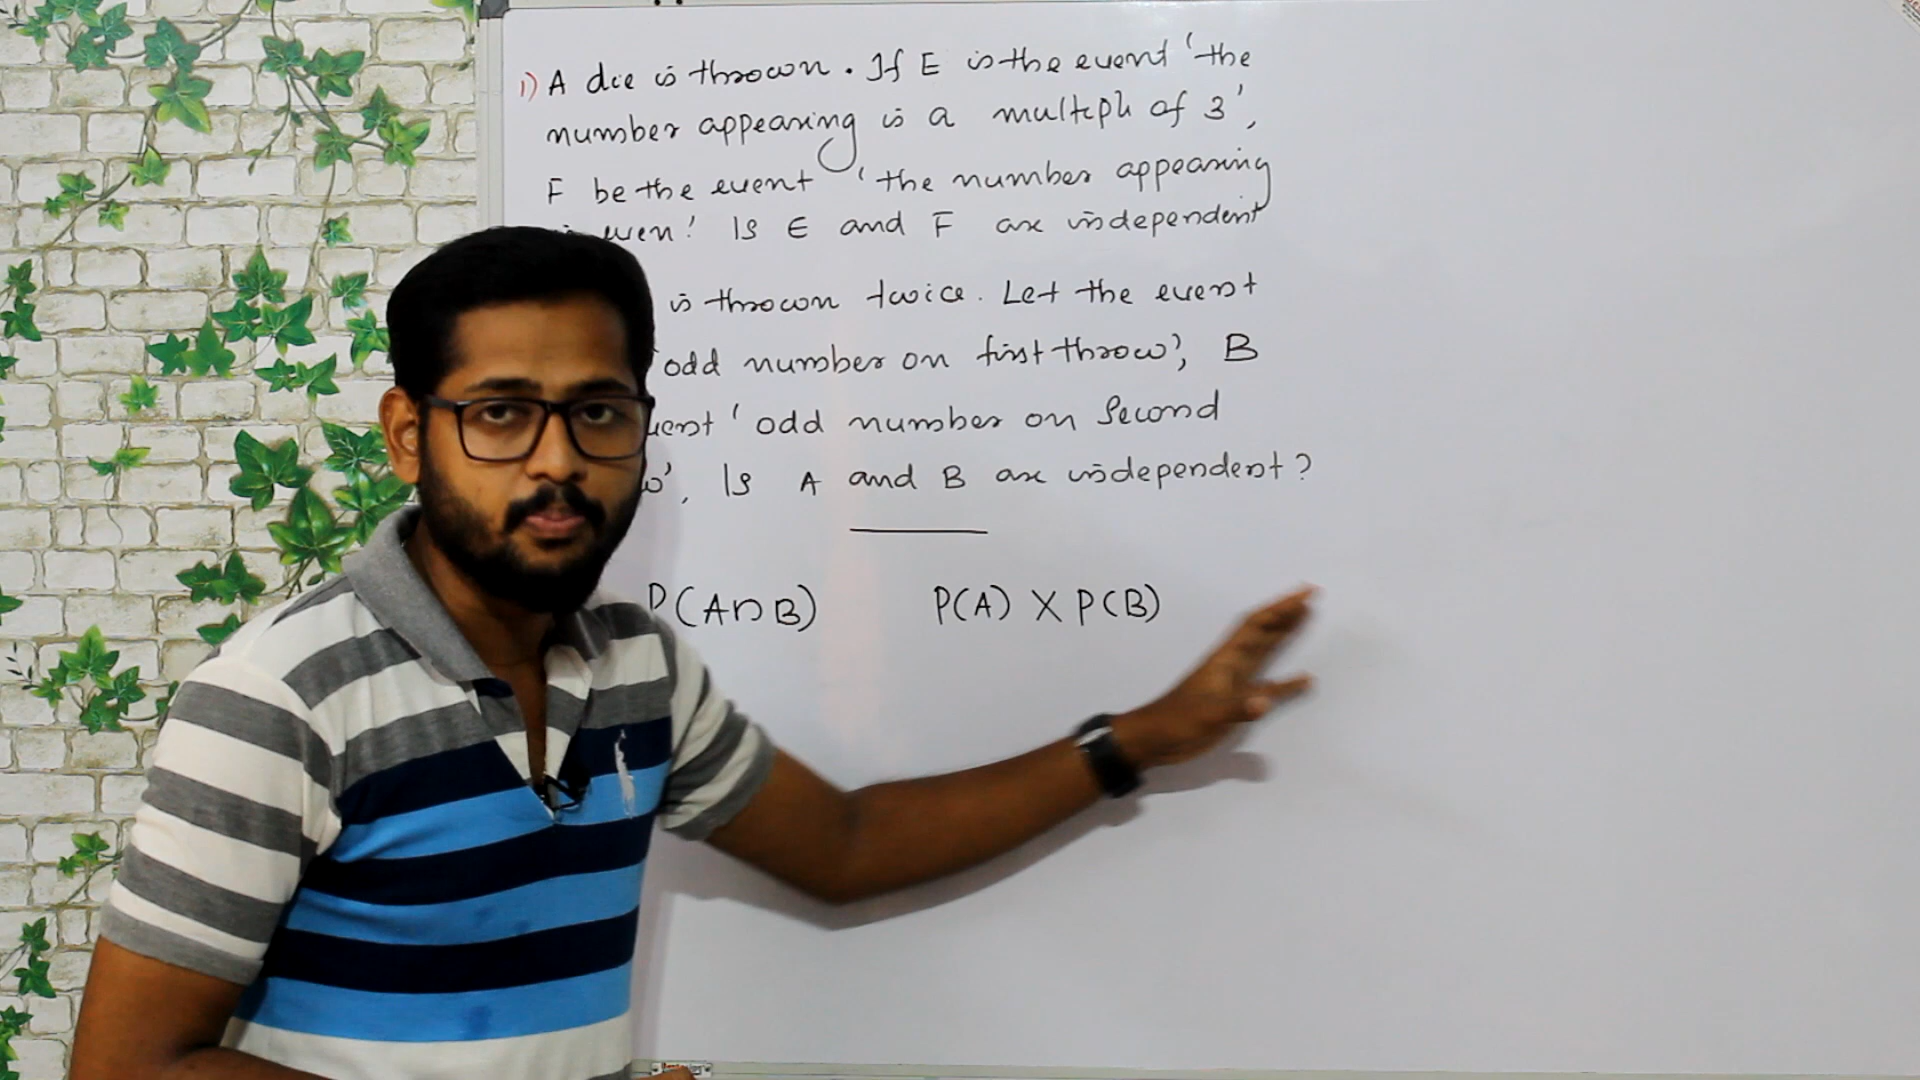 1) A die is thrown. If E is the event 'the
number appearing is a multiple of 3',
F be the event 'the number appearing
even'. Is E and F are independent
is thrown twice. Let the event
'odd number on first throw', B
'odd number on Second
Is A and B are independent?
P(A∩B) P(A) X P(B)